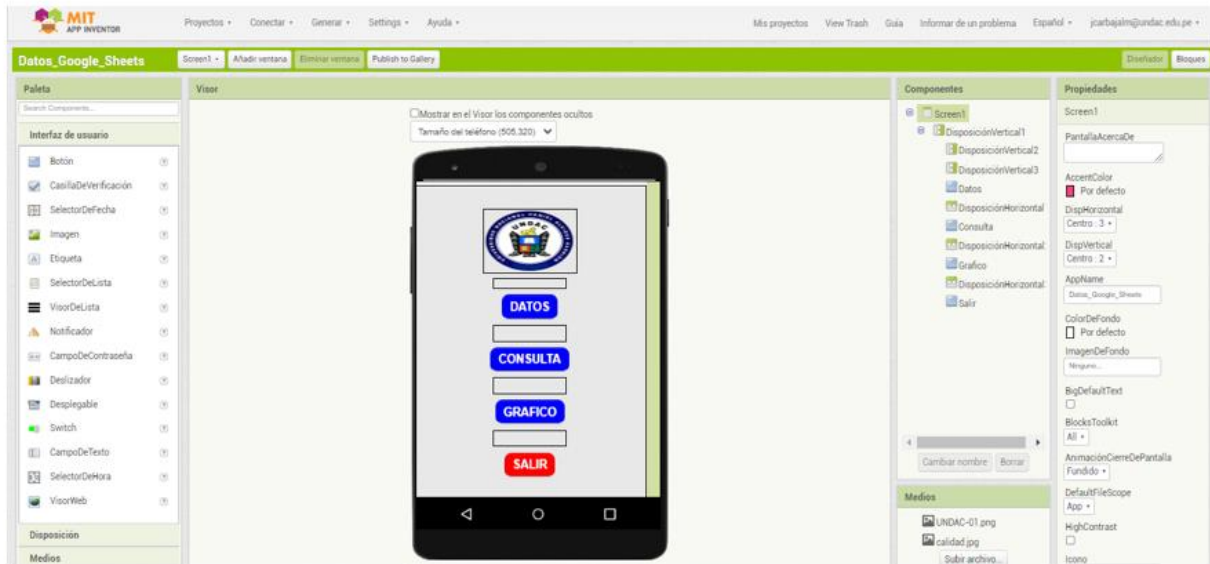 MIT
APP INVENTOR
Proyectos
Conectar
Generar
Settings
Ayuda
Mis proyectos
View Trash
Guía
Informar de un problema
Español
jcarbajalm@undac.edu.pe
Datos_Google_Sheets
Screen1
Añadir ventana
Eliminar ventana
Publish to Gallery
Diseñador
Bloques
Paleta
Search Components...
Interfaz de usuario
Botón
CasillaDeVerificación
SelectorDeFecha
Imagen
Etiqueta
SelectorDeLista
VisorDeLista
Notificador
CampoDeContraseña
Deslizador
Desplegable
Switch
CampoDeTexto
SelectorDeHora
VisorWeb
Disposición
Medios
Visor
Mostrar en el Visor los componentes ocultos
Tamaño del teléfono (505,320)
UNDAC
DATOS
CONSULTA
GRAFICO
SALIR
Componentes
Screen1
DisposiciónVertical1
DisposiciónVertical2
DisposiciónVertical3
Datos
DisposiciónHorizontal
Consulta
DisposiciónHorizontal
Grafico
DisposiciónHorizontal
Salir
Cambiar nombre
Borrar
Medios
UNDAC-01.png
calidad.jpg
Subir archivo...
Propiedades
Screen1
PantallaAcercaDe
AccentColor
Por defecto
DispHorizontal
Centro : 3
DispVertical
Centro : 2
AppName
Datos_Google_Sheets
ColorDeFondo
Por defecto
ImagenDeFondo
Ninguno...
BigDefaultText
BlocksToolkit
All
AnimaciónCierreDePantalla
Fundido
DefaultFileScope
App
HighContrast
Icono